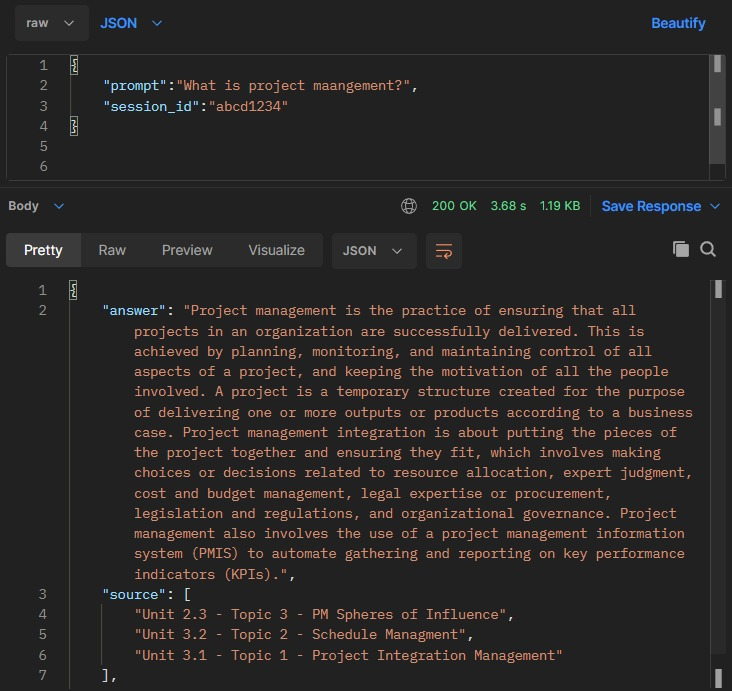 raw JSON Beautify
1 {
2 "prompt":"What is project maangement?",
3 "session_id":"abcd1234"
4 }
5
6
Body 200 OK 3.68 s 1.19 KB Save Response
Pretty Raw Preview Visualize JSON
1 {
2 "answer": "Project management is the practice of ensuring that all
projects in an organization are successfully delivered. This is
achieved by planning, monitoring, and maintaining control of all
aspects of a project, and keeping the motivation of all the people
involved. A project is a temporary structure created for the purpose
of delivering one or more outputs or products according to a business
case. Project management integration is about putting the pieces of
the project together and ensuring they fit, which involves making
choices or decisions related to resource allocation, expert judgment,
cost and budget management, legal expertise or procurement,
legislation and regulations, and organizational governance. Project
management also involves the use of a project management information
system (PMIS) to automate gathering and reporting on key performance
indicators (KPIs).",
3 "source": [
4 "Unit 2.3 - Topic 3 - PM Spheres of Influence",
5 "Unit 3.2 - Topic 2 - Schedule Managment",
6 "Unit 3.1 - Topic 1 - Project Integration Management"
7 ],